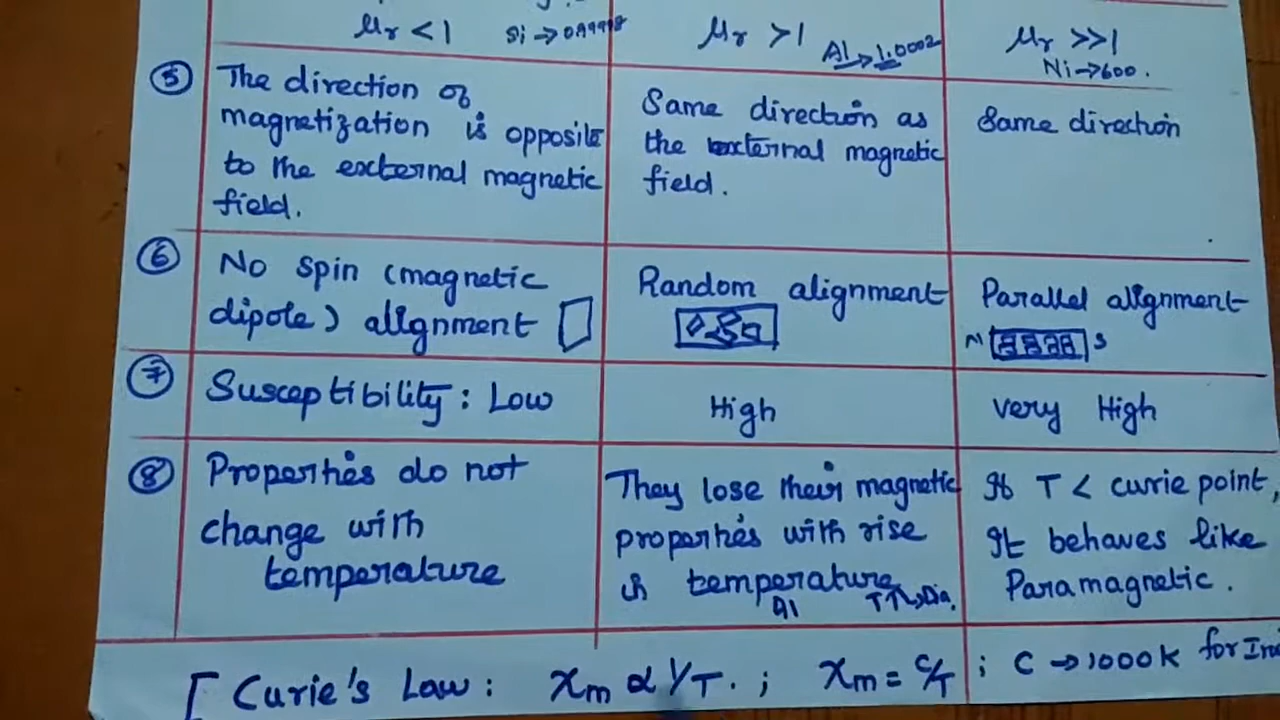 μr < 1 Si → 0.99998 μr > 1 Al → 1.0002 μr >> 1
Ni → 600.
5 The direction of
magnetization is opposite
to the external magnetic
field.
Same direction as
the external magnetic
field.
Same direction
6 No spin (magnetic
dipole) alignment
Random alignment
Parallel alignment
N S
7 Susceptibility: Low High very High
8 Properties do not
change with
temperature
They lose their magnetic
properties with rise
in temperature
Al T↑↑→Dia.
If T < curie point,
It behaves like
Paramagnetic.
[ Curie's Law: χm α 1/T. ; χm = C/T ; C → 1000K for